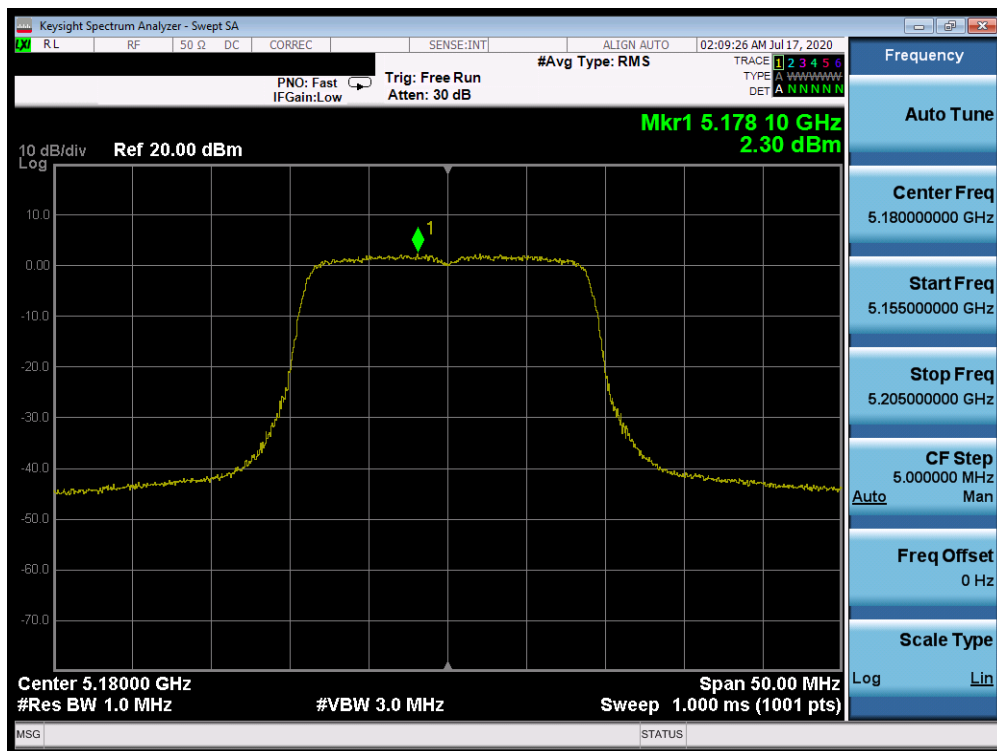 Keysight Spectrum Analyzer - Swept SA
LXI RL RF 50 Ω DC CORREC SENSE:INT ALIGN AUTO 02:09:26 AM Jul 17, 2020
#Avg Type: RMS
TRACE 1 2 3 4 5 6
PNO: Fast Trig: Free Run TYPE A WWWWW
IFGain:Low Atten: 30 dB DET A N N N N N
Mkr1 5.178 10 GHz
2.30 dBm
10 dB/div Ref 20.00 dBm
Log
1
10.0
0.00
-10.0
-20.0
-30.0
-40.0
-50.0
-60.0
-70.0
Center 5.18000 GHz Span 50.00 MHz
#Res BW 1.0 MHz #VBW 3.0 MHz Sweep 1.000 ms (1001 pts)
MSG STATUS
Frequency
Auto Tune
Center Freq
5.180000000 GHz
Start Freq
5.155000000 GHz
Stop Freq
5.205000000 GHz
CF Step
5.000000 MHz
Auto Man
Freq Offset
0 Hz
Scale Type
Log Lin